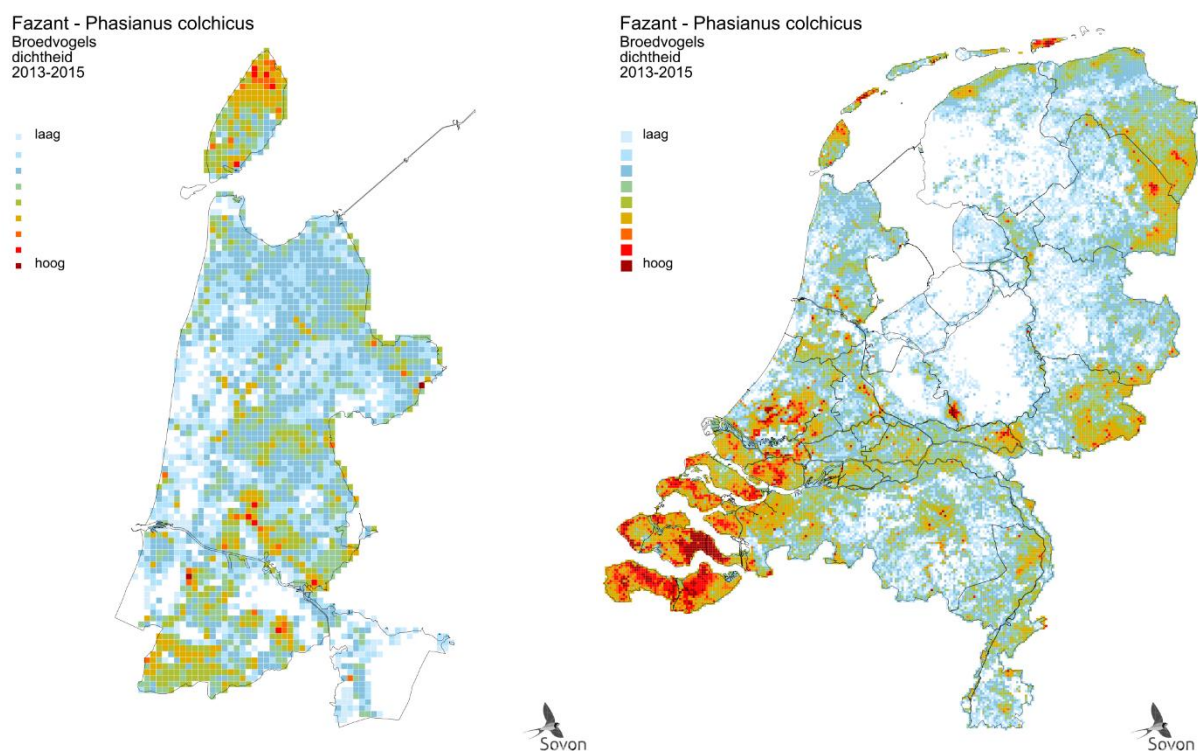 Fazant - Phasianus colchicus
Broedvogels
dichtheid
2013-2015
laag
hoog
Sovon
Fazant - Phasianus colchicus
Broedvogels
dichtheid
2013-2015
laag
hoog
Sovon